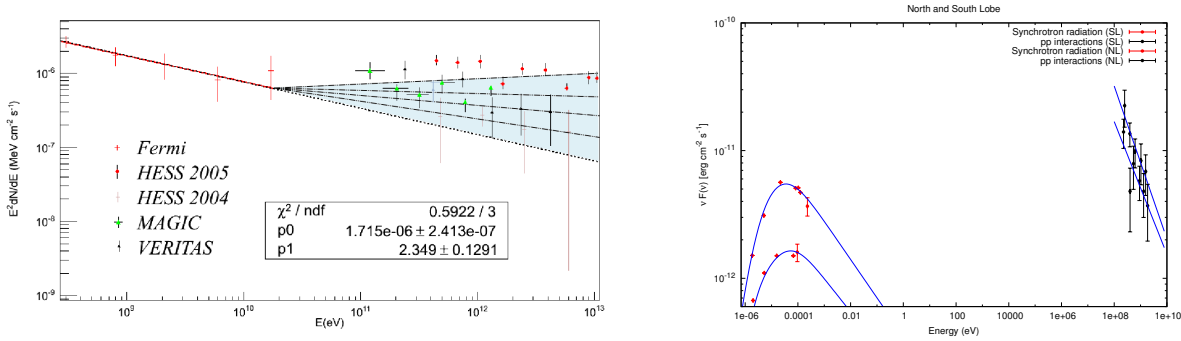 E²dN/dE (MeV cm⁻² s⁻¹)
10⁻⁶
10⁻⁷
10⁻⁸
10⁻⁹
Fermi
HESS 2005
HESS 2004
MAGIC
VERITAS
χ² / ndf 0.5922 / 3
p0 1.715e-06 ± 2.413e-07
p1 2.349 ± 0.1291
10⁹ 10¹⁰ 10¹¹ 10¹² 10¹³
E(eV)
North and South Lobe
Synchrotron radiation (SL)
pp interactions (SL)
Synchrotron radiation (NL)
pp interactions (NL)
ν F(ν) [erg cm⁻² s⁻¹]
10⁻¹⁰
10⁻¹¹
10⁻¹²
1e-06 0.0001 0.01 1 100 10000 1e+06 1e+08 1e+10
Energy (eV)